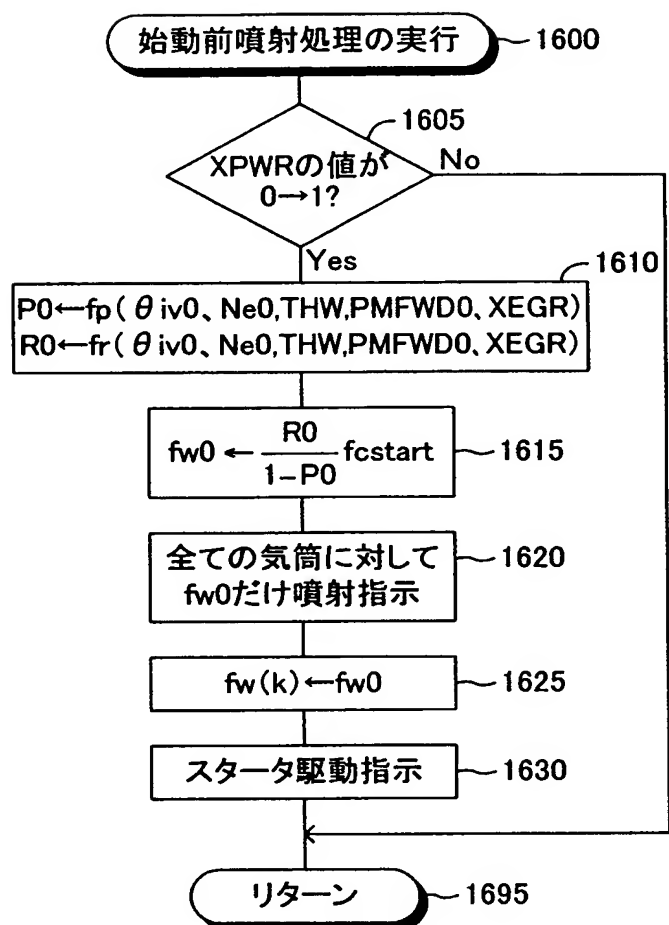 始動前噴射処理の実行
1600
1605
XPWRの値が
0→1?
No
Yes
1610
P0←fp(θiv0、Ne0,THW,PMFWD0、XEGR)
R0←fr(θiv0、Ne0,THW,PMFWD0、XEGR)
fw0 ← R0/1-P0 fcstart
1615
全ての気筒に対して
fw0だけ噴射指示
1620
fw(k)←fw0
1625
スタータ駆動指示
1630
リターン
1695